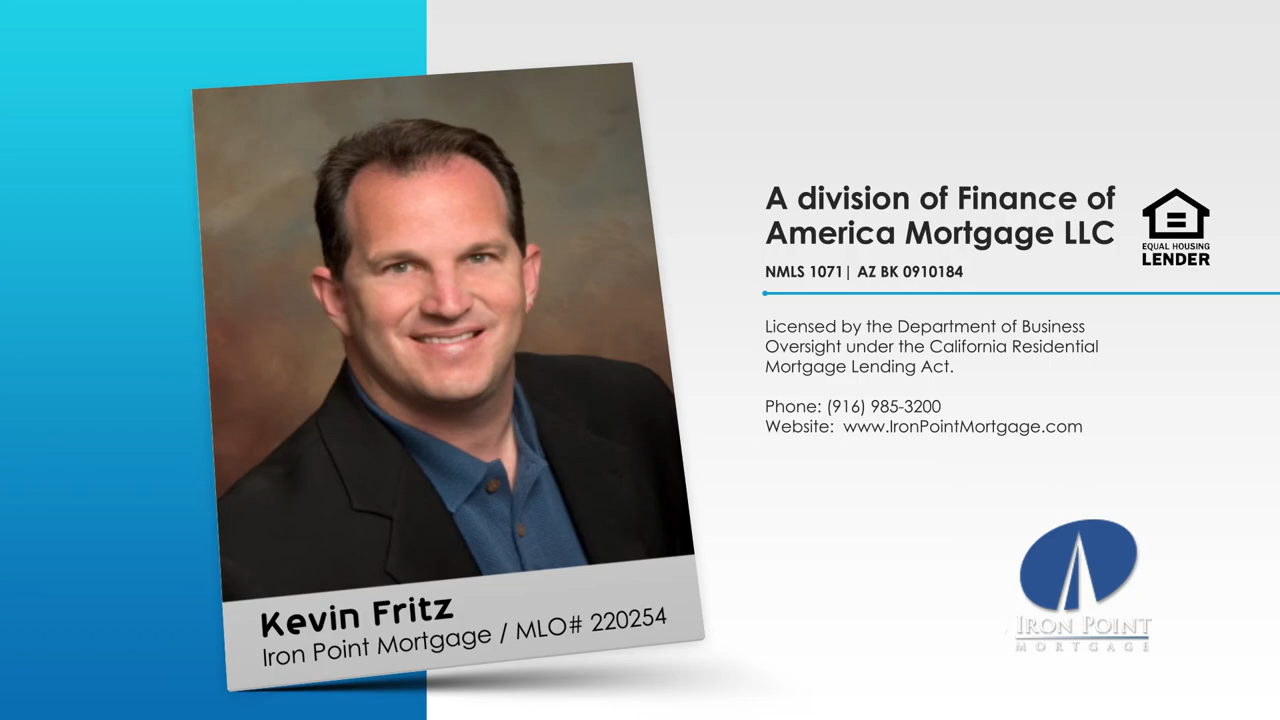 A division of Finance of
America Mortgage LLC
EQUAL HOUSING
LENDER
NMLS 1071| AZ BK 0910184
Licensed by the Department of Business
Oversight under the California Residential
Mortgage Lending Act.
Phone: (916) 985-3200
Website: www.IronPointMortgage.com
Kevin Fritz
Iron Point Mortgage / MLO# 220254
IRON POINT
MORTGAGE